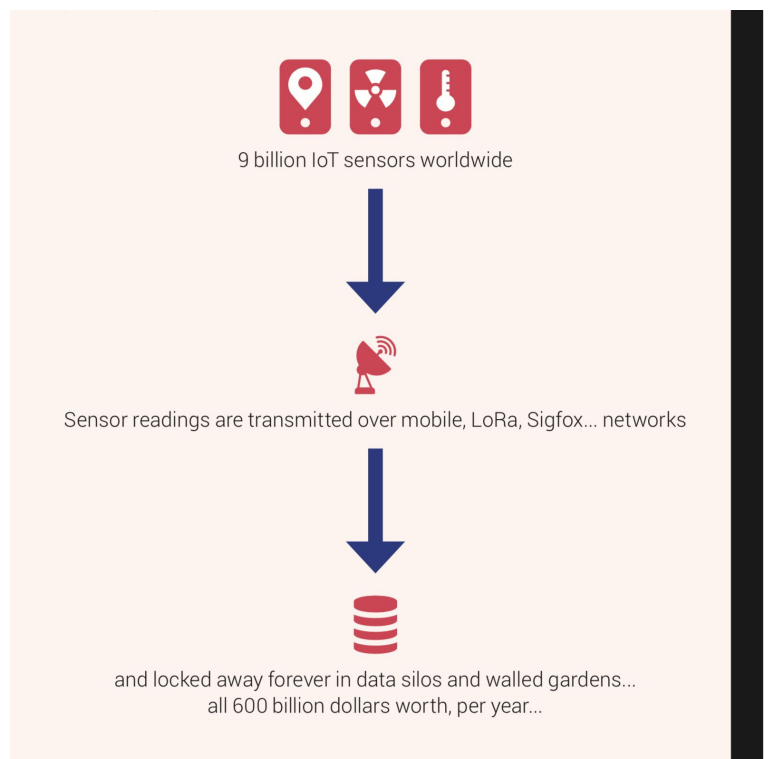 9 billion IoT sensors worldwide
Sensor readings are transmitted over mobile, LoRa, Sigfox... networks
and locked away forever in data silos and walled gardens...
all 600 billion dollars worth, per year...